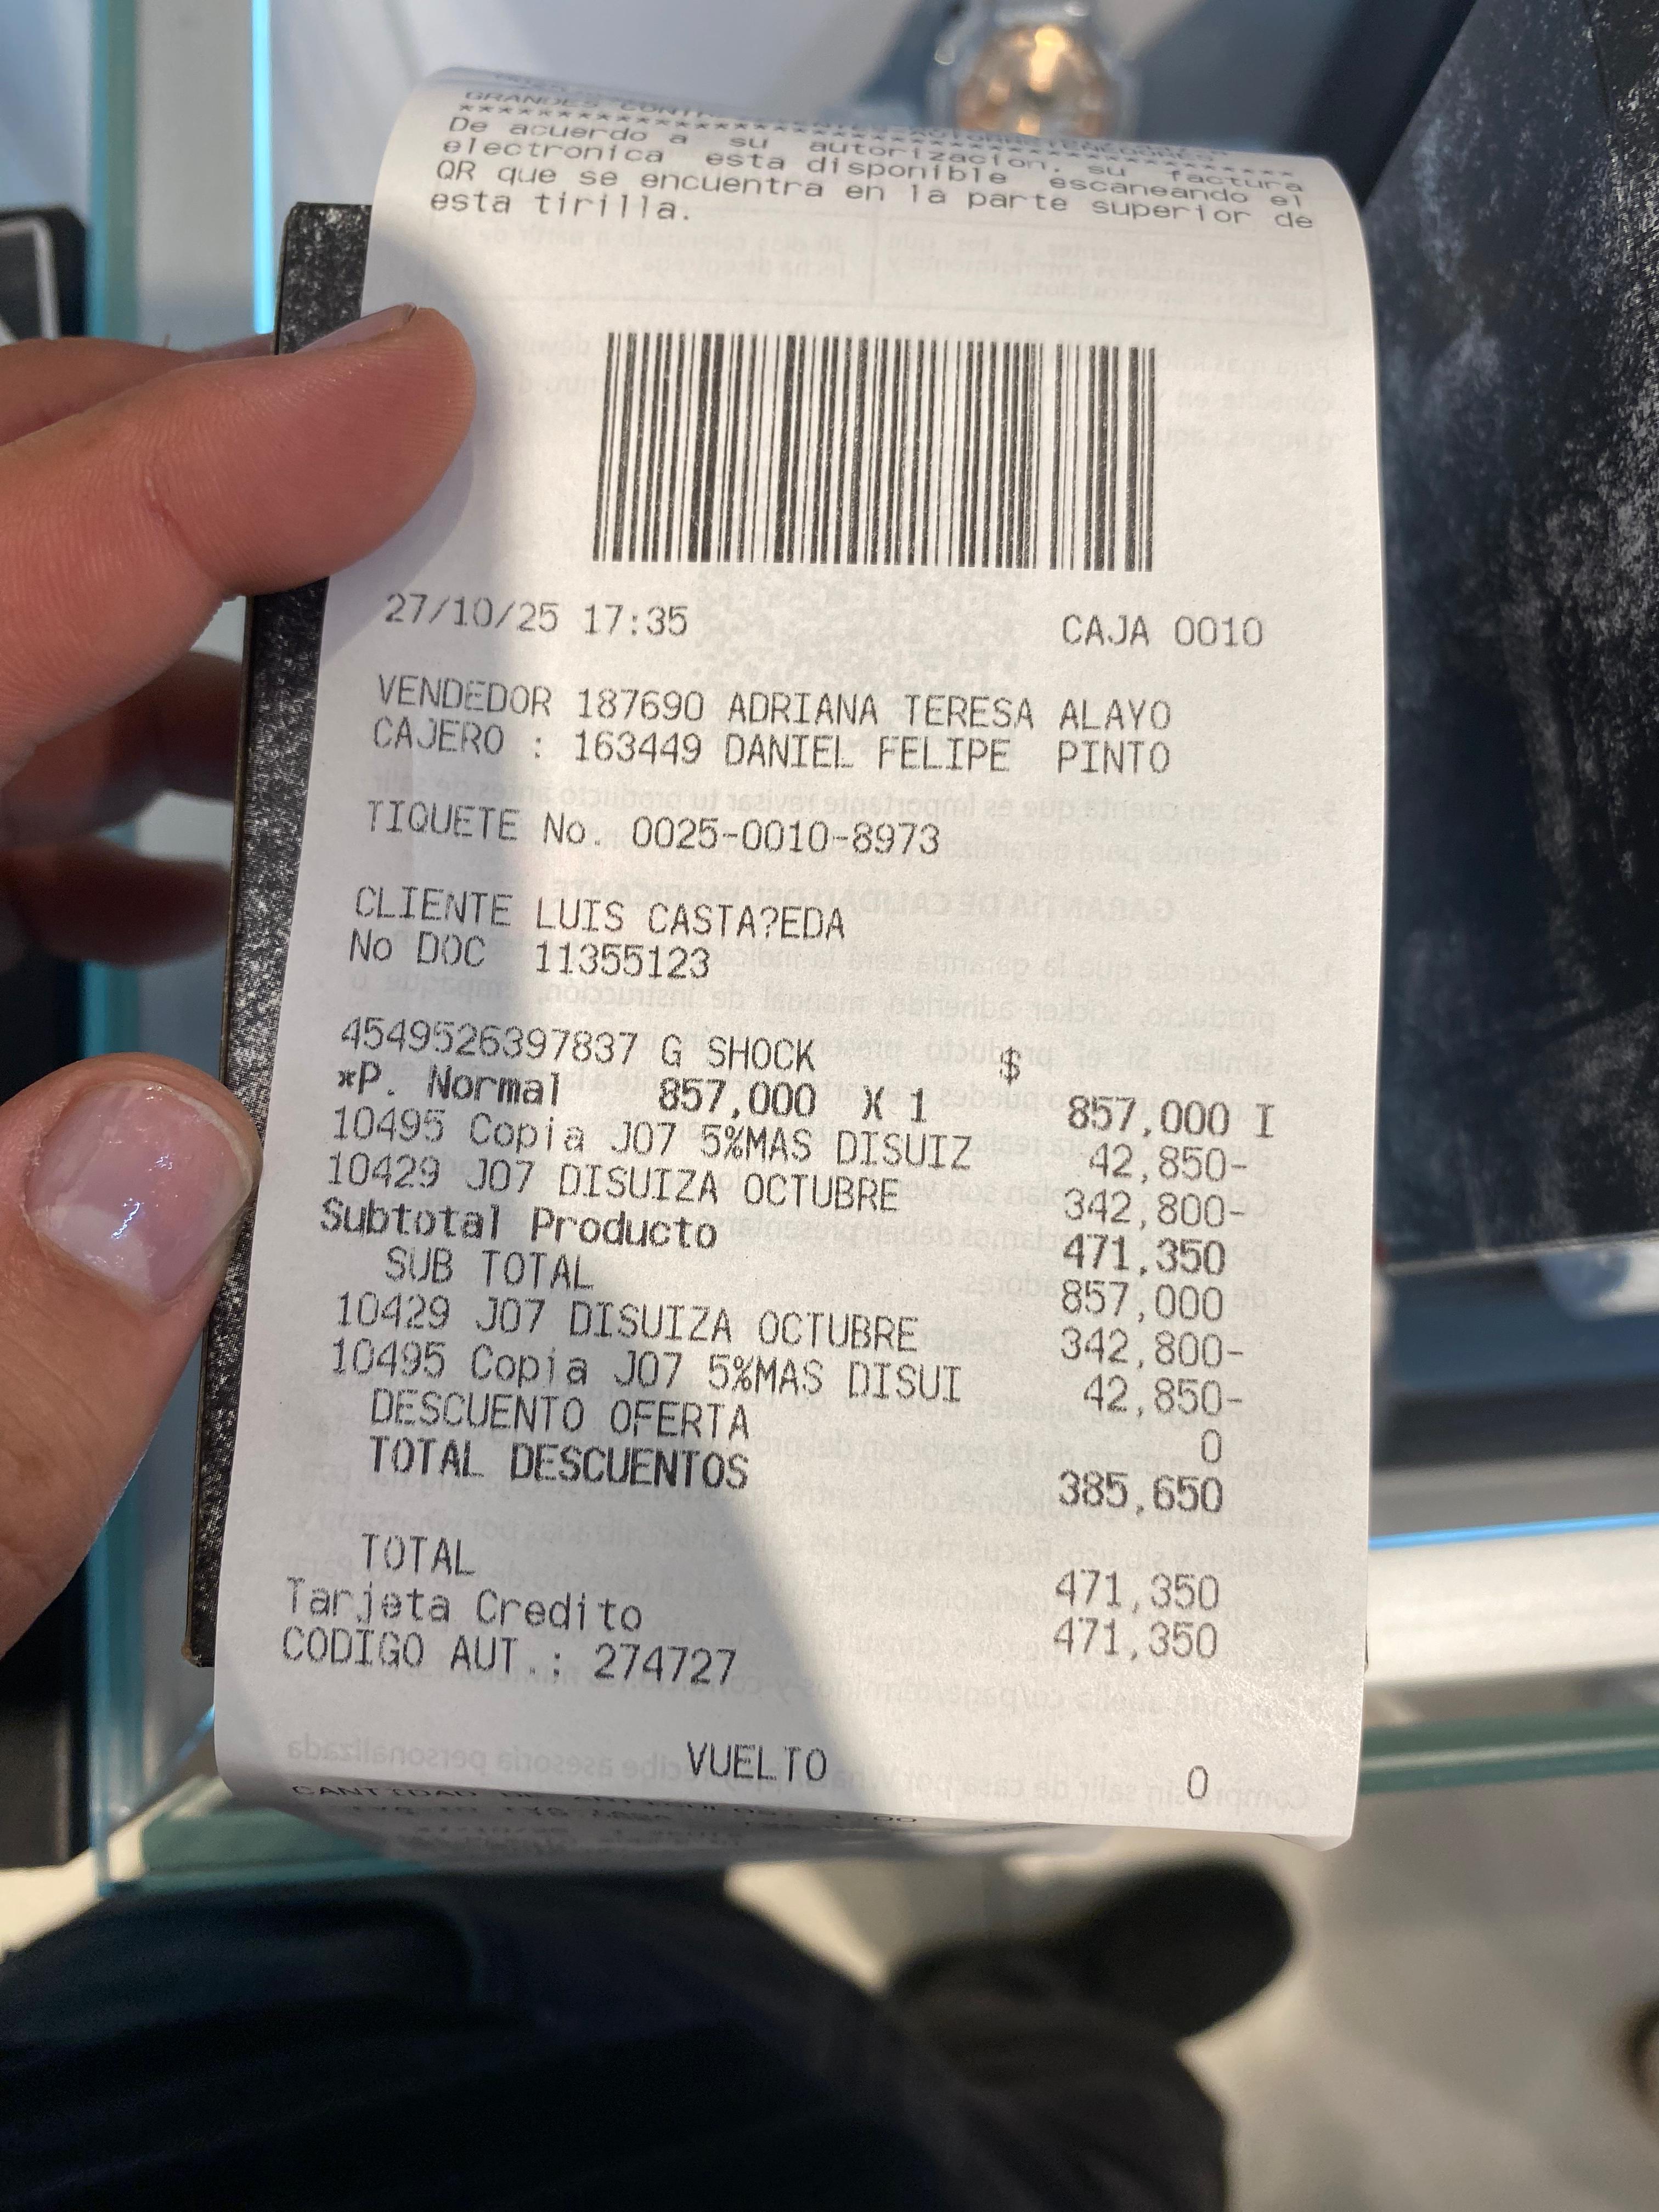 GRANDES CONTRIBUYENTES AUTORRETENEDORES
****************************************
De acuerdo a su autorizacion, su factura
electronica esta disponible escaneando el
QR que se encuentra en la parte superior de
esta tirilla.
27/10/25 17:35 CAJA 0010
VENDEDOR 187690 ADRIANA TERESA ALAYO
CAJERO : 163449 DANIEL FELIPE PINTO
TIQUETE No. 0025-0010-8973
CLIENTE LUIS CASTA?EDA
No DOC 11355123
4549526397837 G SHOCK $
*P. Normal 857,000 X 1 857,000 I
10495 Copia J07 5%MAS DISUIZ 42,850-
10429 J07 DISUIZA OCTUBRE 342,800-
Subtotal Producto 471,350
SUB TOTAL 857,000
10429 J07 DISUIZA OCTUBRE 342,800-
10495 Copia J07 5%MAS DISUI 42,850-
DESCUENTO OFERTA 0
TOTAL DESCUENTOS 385,650
TOTAL 471,350
Tarjeta Credito 471,350
CODIGO AUT.: 274727
VUELTO 0
CANTIDAD DE ARTICULOS: